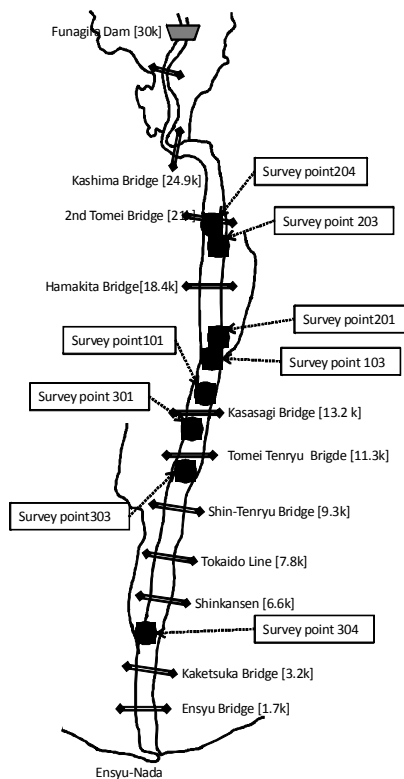 Funagira Dam [30k]
Kashima Bridge [24.9k]
Survey point204
2nd Tomei Bridge [21k]
Survey point 203
Hamakita Bridge[18.4k]
Survey point201
Survey point101
Survey point 103
Survey point 301
Kasasagi Bridge [13.2 k]
Tomei Tenryu Brigde [11.3k]
Survey point303
Shin-Tenryu Bridge [9.3k]
Tokaido Line [7.8k]
Shinkansen [6.6k]
Survey point 304
Kaketsuka Bridge [3.2k]
Ensyu Bridge [1.7k]
Ensyu-Nada